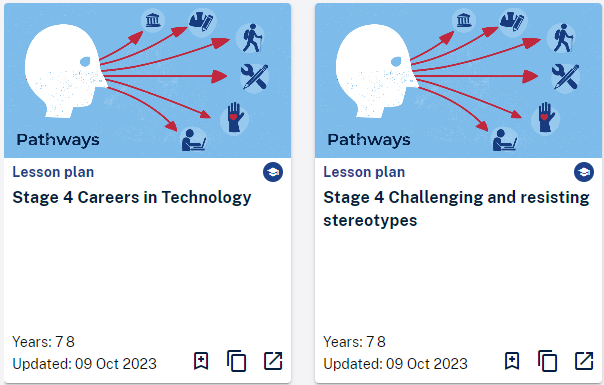 Pathways
Lesson plan
Stage 4 Careers in Technology
Years: 7 8
Updated: 09 Oct 2023
Pathways
Lesson plan
Stage 4 Challenging and resisting
stereotypes
Years: 7 8
Updated: 09 Oct 2023